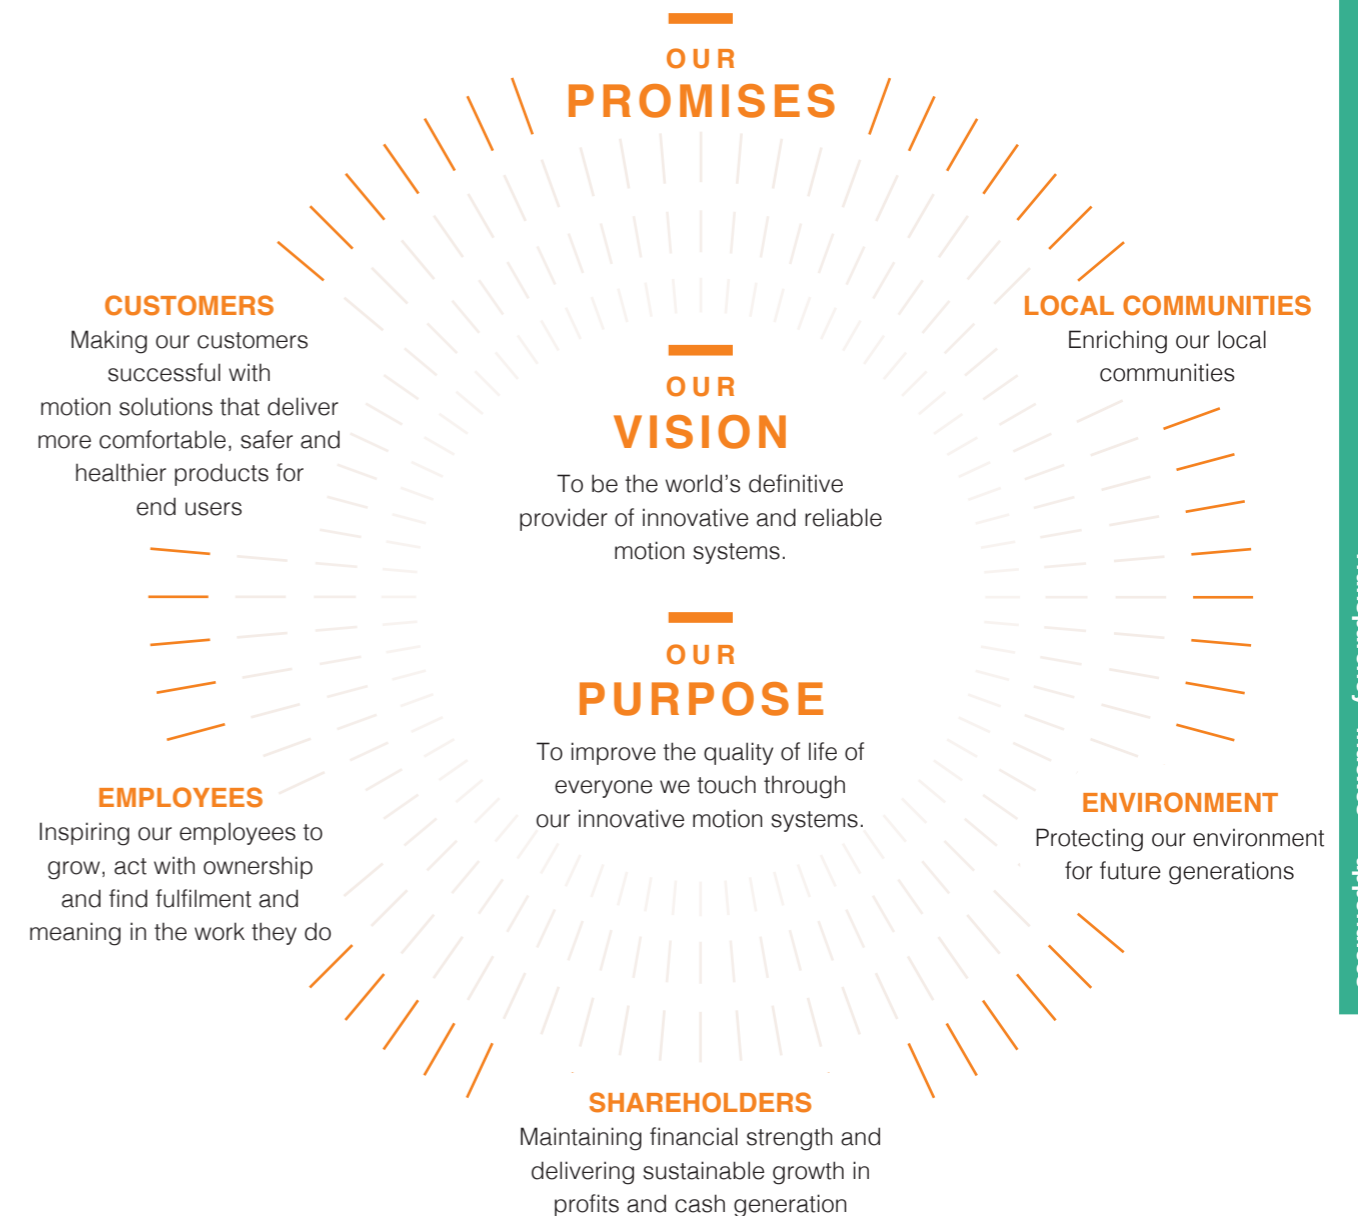 OUR
PROMISES
CUSTOMERS
Making our customers
successful with
motion solutions that deliver
more comfortable, safer and
healthier products for
end users
LOCAL COMMUNITIES
Enriching our local
communities
OUR
VISION
To be the world’s definitive
provider of innovative and reliable
motion systems.
OUR
PURPOSE
To improve the quality of life of
everyone we touch through
our innovative motion systems.
EMPLOYEES
Inspiring our employees to
grow, act with ownership
and find fulfilment and
meaning in the work they do
ENVIRONMENT
Protecting our environment
for future generations
SHAREHOLDERS
Maintaining financial strength and
delivering sustainable growth in
profits and cash generation